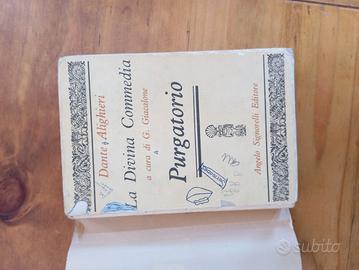 Dante Alighieri
La Divina Commedia
a cura di G. Giacalone
Purgatorio
Angelo Signorelli Editore
subito